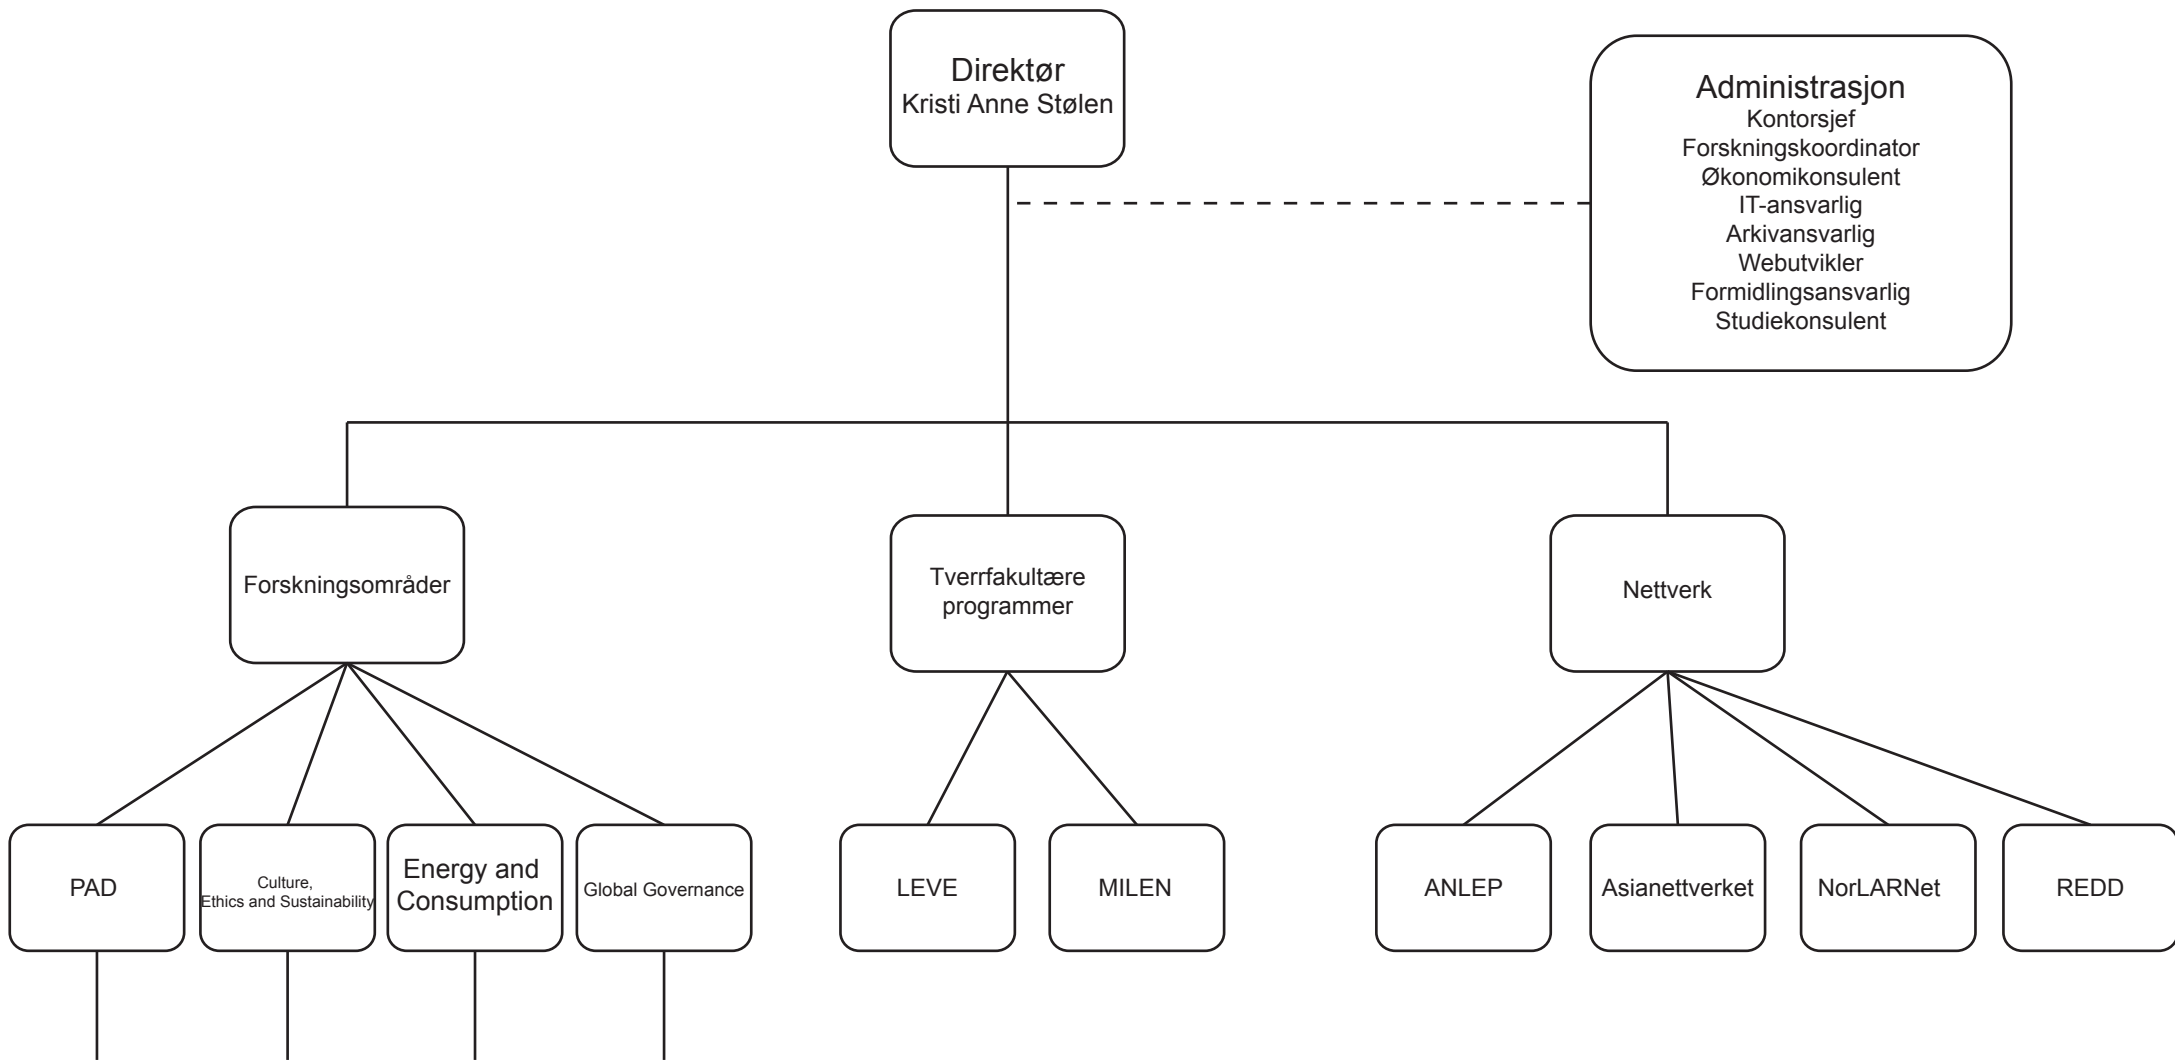 Direktør
Kristi Anne Stølen
Administrasjon
Kontorsjef
Forskningskoordinator
Økonomikonsulent
IT-ansvarlig
Arkivansvarlig
Webutvikler
Formidlingsansvarlig
Studiekonsulent
Forskningsområder
Tverrfakultære
programmer
Nettverk
PAD
Culture,
Ethics and Sustainability
Energy and
Consumption
Global Governance
LEVE
MILEN
ANLEP
Asianettverket
NorLARNet
REDD